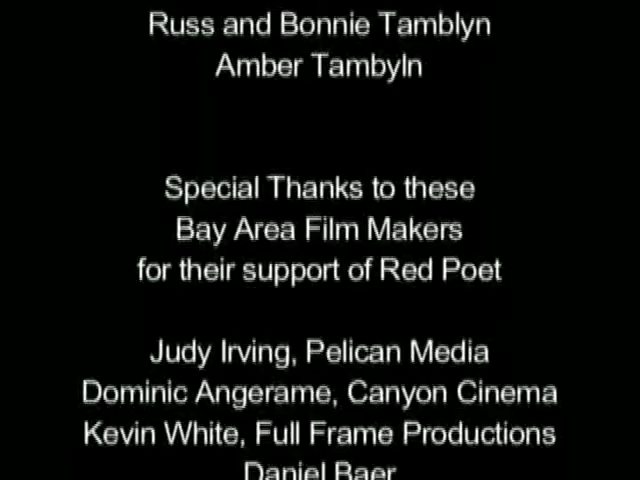 Russ and Bonnie Tamblyn
Amber Tambyln
Special Thanks to these
Bay Area Film Makers
for their support of Red Poet
Judy Irving, Pelican Media
Dominic Angerame, Canyon Cinema
Kevin White, Full Frame Productions
Daniel Baer